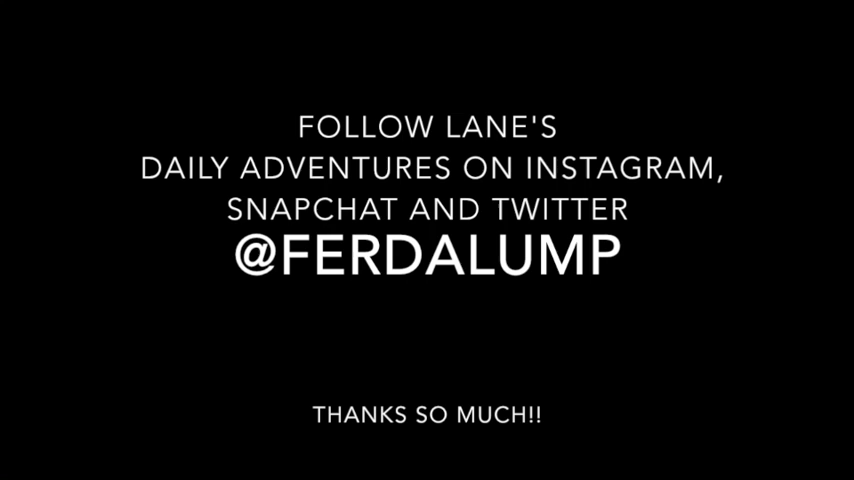 FOLLOW LANE'S
DAILY ADVENTURES ON INSTAGRAM,
SNAPCHAT AND TWITTER
@FERDALUMP
THANKS SO MUCH!!